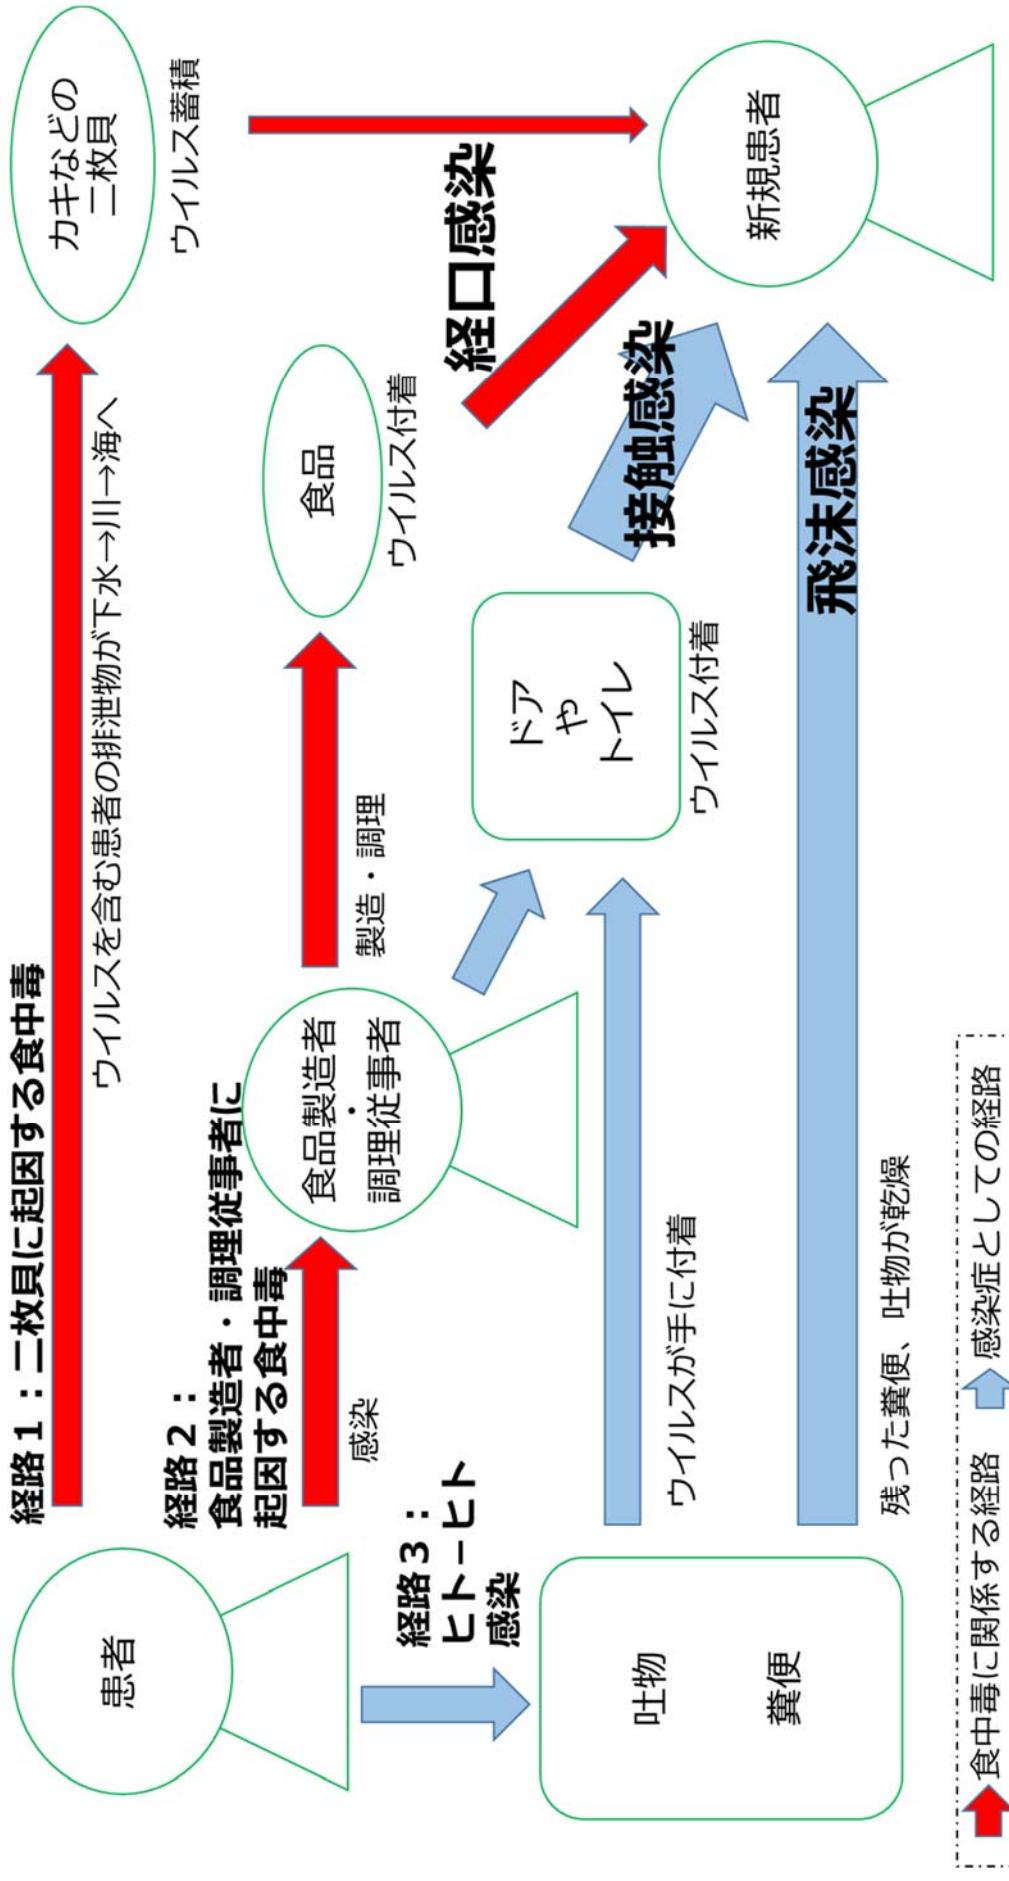 経路1：二枚貝に起因する食中毒
患者
ウイルスを含む患者の排泄物が下水→川→海へ
カキなどの
二枚貝
ウイルス蓄積
経路2：
食品製造者・調理従事者に
起因する食中毒
感染
食品製造者
・
調理従事者
製造・調理
食品
ウイルス付着
経口感染
経路3：
ヒト－ヒト
感染
吐物
糞便
ウイルスが手に付着
ドア
や
トイレ
ウイルス付着
接触感染
新規患者
残った糞便、吐物が乾燥
飛沫感染
食中毒に関係する経路
感染症としての経路